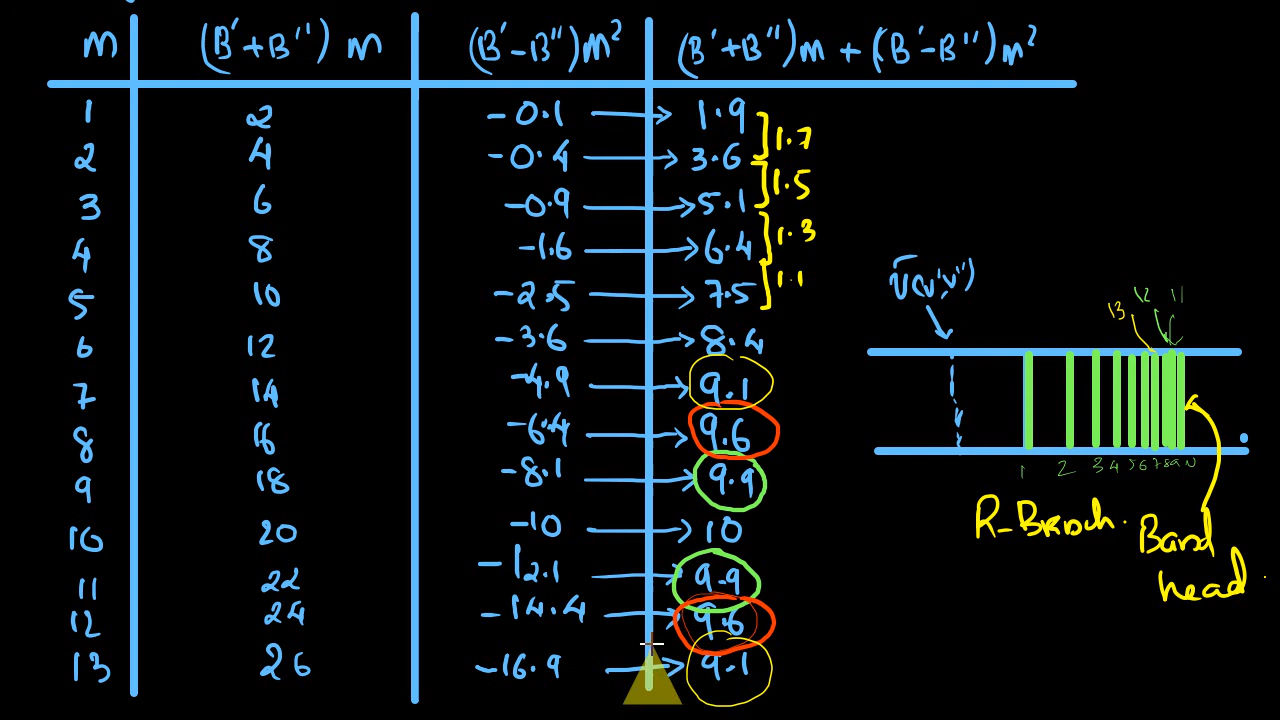 m (B′+B″) m (B′−B″)m² (B′+B″)m + (B′−B″)m²
1 2 −0.1 → 1.9
1.7
2 4 −0.4 → 3.6
1.5
3 6 −0.9 → 5.1
1.3
4 8 −1.6 → 6.4
1.1
5 10 −2.5 → 7.5
6 12 −3.6 → 8.4
7 14 −4.9 → 9.1
8 16 −6.4 → 9.6
9 18 −8.1 → 9.9
10 20 −10 → 10
11 22 −12.1 → 9.9
12 24 −14.4 → 9.6
13 26 −16.9 → 9.1
ν̄(v′,v″)
13 12 11
1 2 3 4 5 6 7 8 9 10
R-Branch.
Band
head.